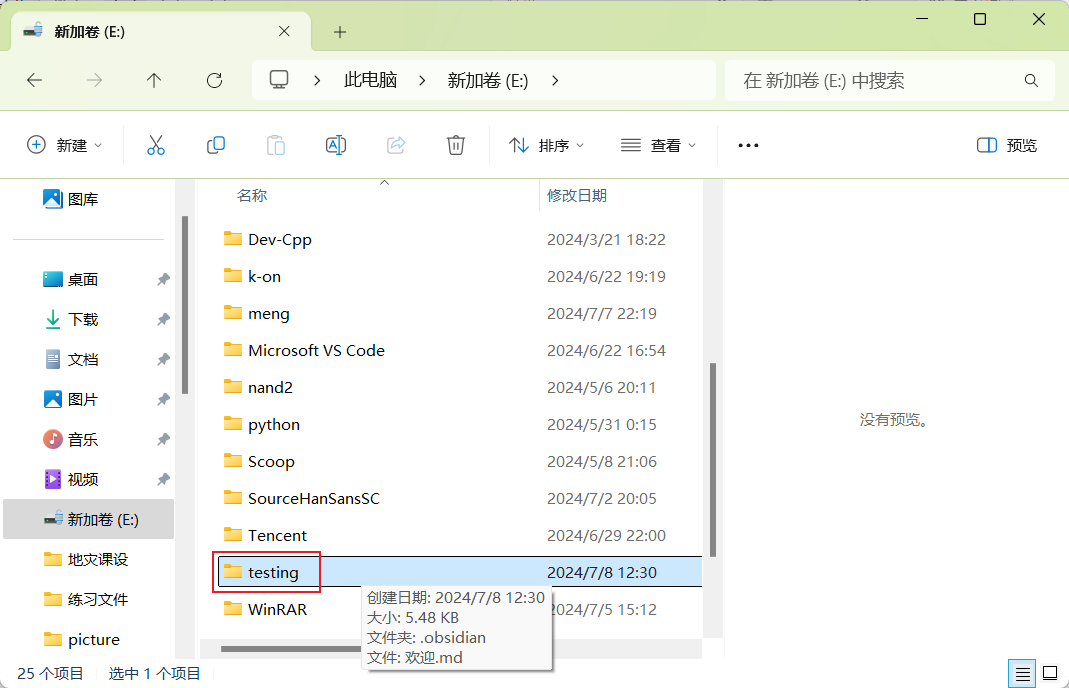 新加卷 (E:)
此电脑 新加卷 (E:) 在 新加卷 (E:) 中搜索
新建 排序 查看 预览
图库
桌面
下载
文档
图片
音乐
视频
新加卷 (E:)
地灾课设
练习文件
picture
名称 修改日期
Dev-Cpp 2024/3/21 18:22
k-on 2024/6/22 19:19
meng 2024/7/7 22:19
Microsoft VS Code 2024/6/22 16:54
nand2 2024/5/6 20:11
python 2024/5/31 0:15
Scoop 2024/5/8 21:06
SourceHanSansSC 2024/7/2 20:05
Tencent 2024/6/29 22:00
testing 2024/7/8 12:30
WinRAR 2024/7/5 15:12
创建日期: 2024/7/8 12:30
大小: 5.48 KB
文件夹: .obsidian
文件: 欢迎.md
没有预览。
25 个项目 选中 1 个项目